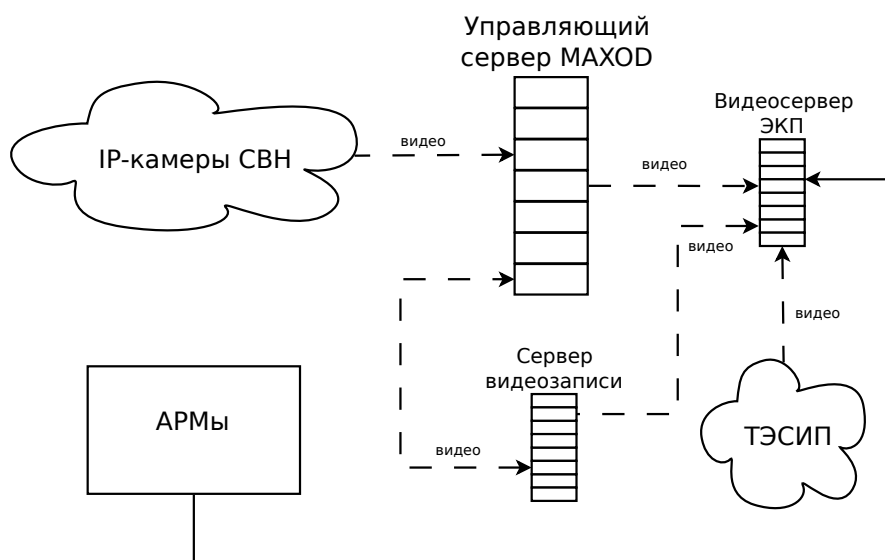 Управляющий
сервер MAXOD
Видеосервер
ЭКП
IP-камеры СВН
видео
видео
видео
видео
Сервер
видеозаписи
АРМы
видео
ТЭСИП